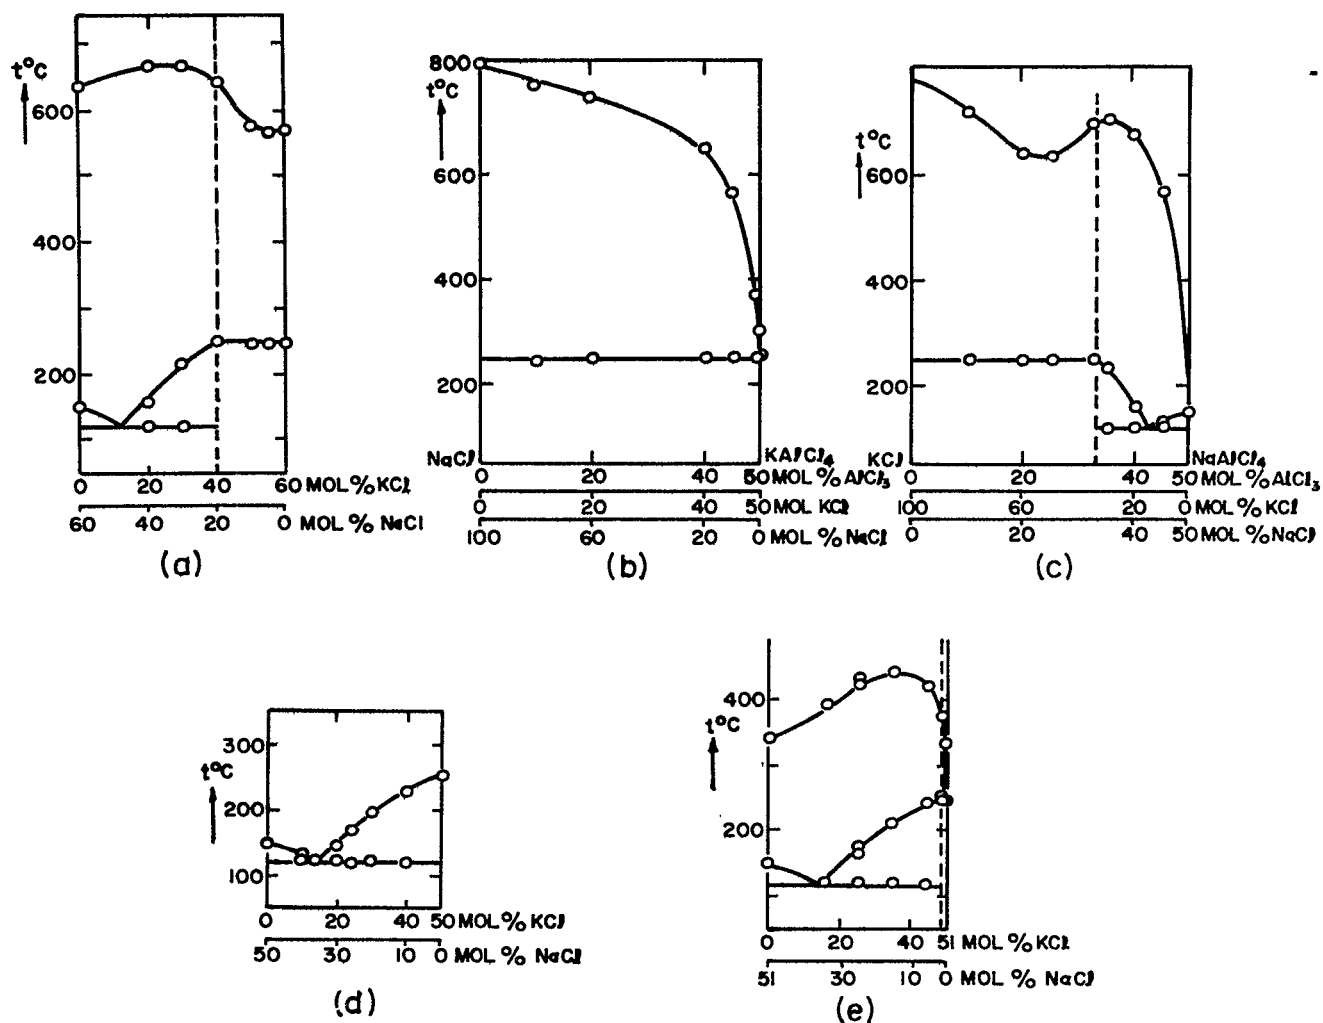 t°C
600
400
200
0 20 40 60 MOL % KCl
60 40 20 0 MOL % NaCl
(a)
800
t°C
600
400
200
NaCl KAlCl4
0 20 40 50 MOL % AlCl3
0 20 40 50 MOL KCl
100 60 20 0 MOL % NaCl
(b)
t°C
600
400
200
KCl NaAlCl4
0 20 40 50 MOL % AlCl3
100 60 20 0 MOL % KCl
0 20 40 50 MOL % NaCl
(c)
300
t°C
200
100
0 20 40 50 MOL % KCl
50 30 10 0 MOL % NaCl
(d)
400
t°C
200
0 20 40 51 MOL % KCl
51 30 10 0 MOL % NaCl
(e)